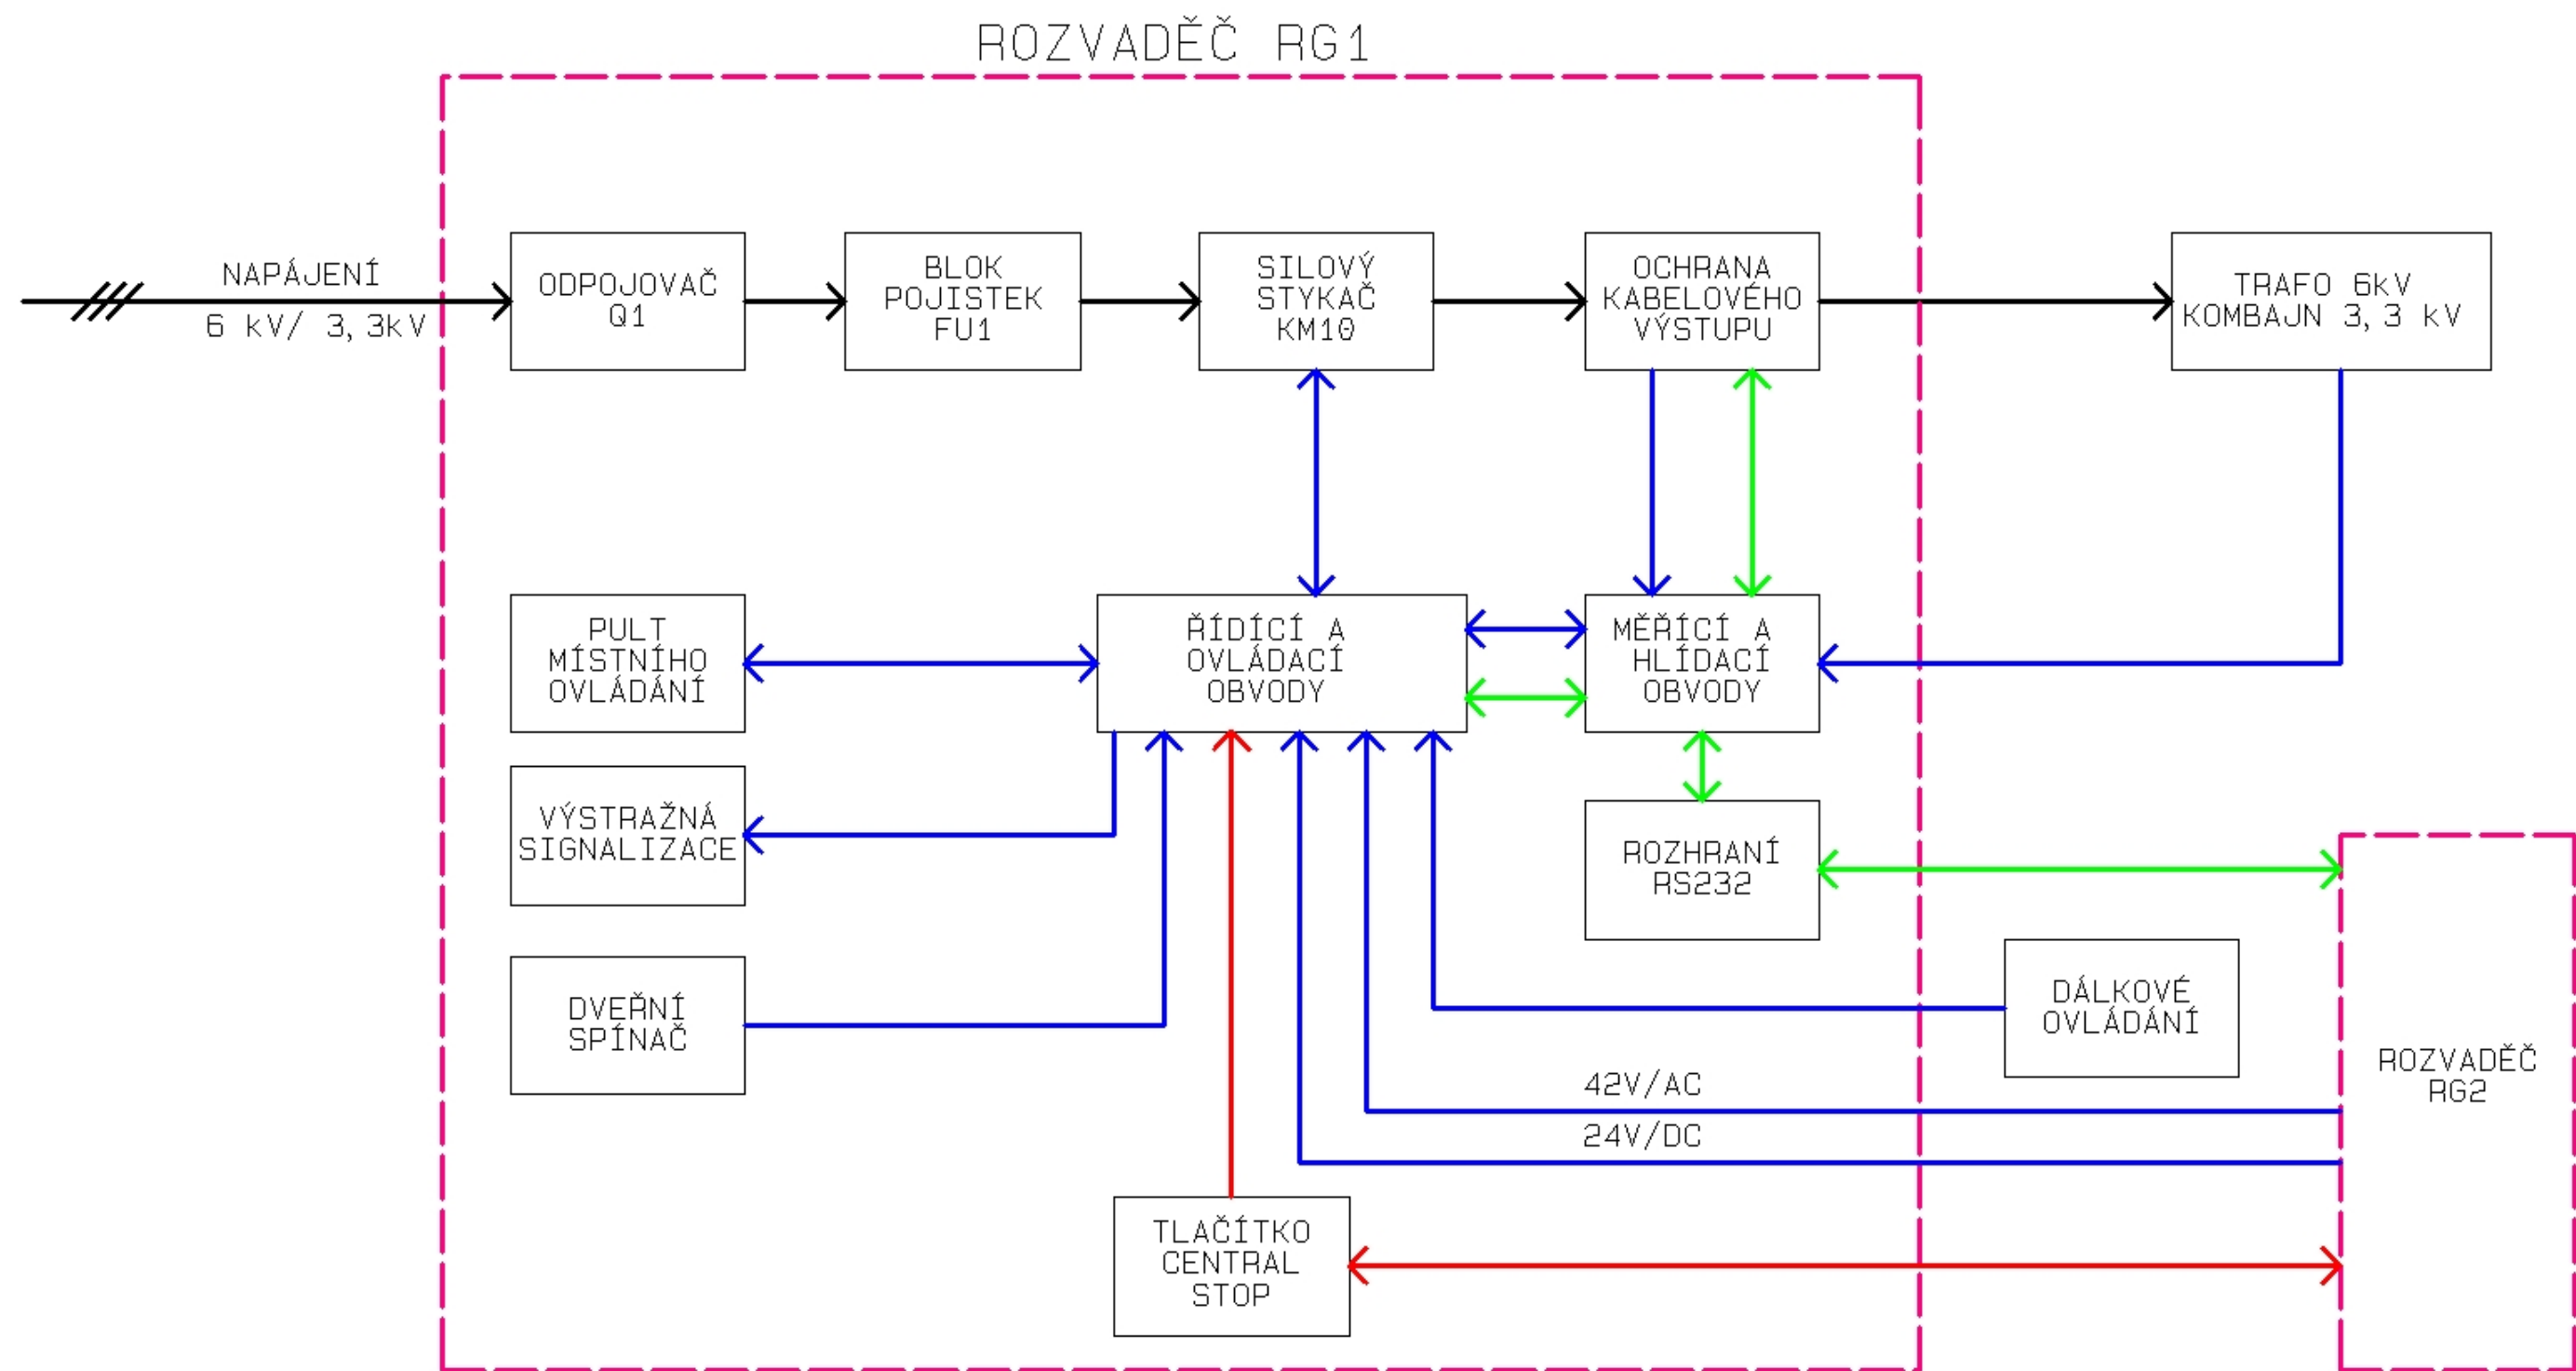 ROZVADĚČ RG1
NAPÁJENÍ
6 kV/ 3,3kV
ODPOJOVAČ
Q1
BLOK
POJISTEK
FU1
SILOVÝ
STYKAČ
KM10
OCHRANA
KABELOVÉHO
VÝSTUPU
TRAFO 6kV
KOMBAJN 3,3 kV
PULT
MÍSTNÍHO
OVLÁDÁNÍ
ŘÍDÍCÍ A
OVLÁDACÍ
OBVODY
MĚŘÍCÍ A
HLÍDACÍ
OBVODY
VÝSTRAŽNÁ
SIGNALIZACE
ROZHRANÍ
RS232
DVEŘNÍ
SPÍNAČ
DÁLKOVÉ
OVLÁDÁNÍ
ROZVADĚČ
RG2
42V/AC
24V/DC
TLAČÍTKO
CENTRAL
STOP